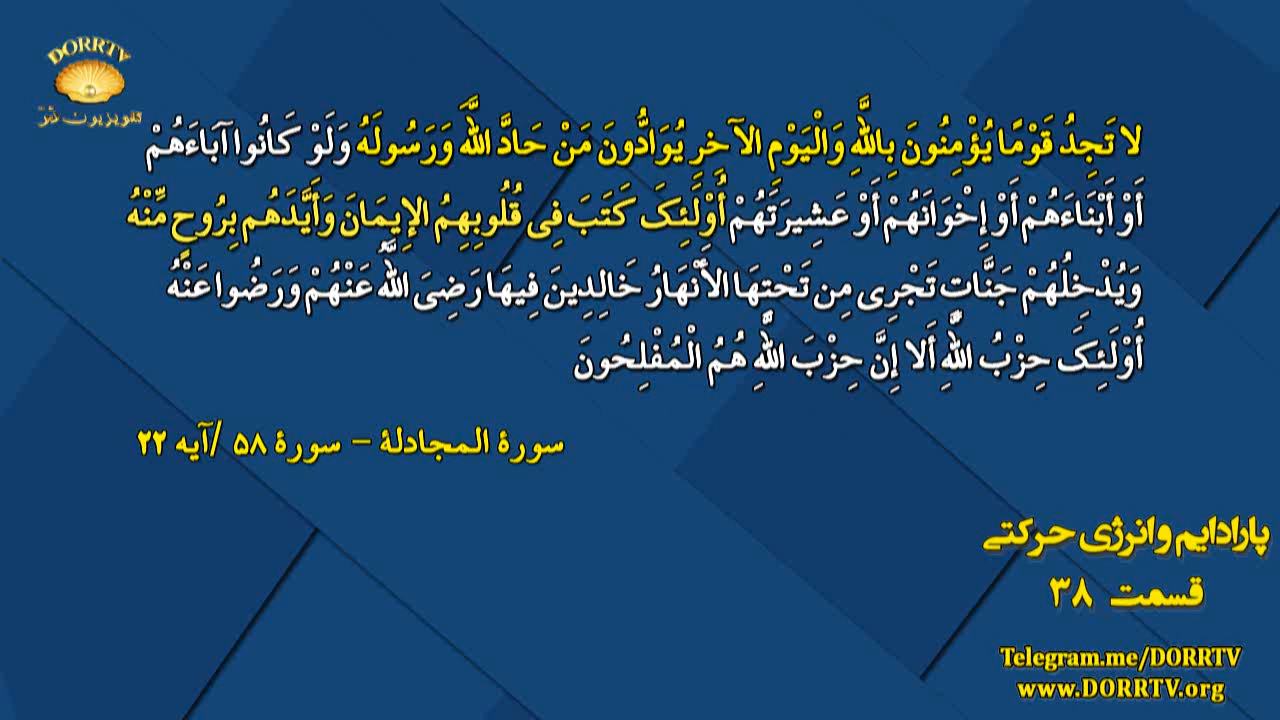 DORRTV
تلویزیون دُرّ
لا تَجِدُ قَوْمًا يُؤْمِنُونَ بِاللَّهِ وَالْيَوْمِ الآخِرِ يُوَادُّونَ مَنْ حَادَّ اللَّهَ وَرَسُولَهُ وَلَوْ كَانُوا آبَاءَهُمْ
أَوْ أَبْنَاءَهُمْ أَوْ إِخْوَانَهُمْ أَوْ عَشِيرَتَهُمْ أُوْلَئِکَ كَتَبَ فِی قُلُوبِهِمُ الإِيمَانَ وَأَيَّدَهُم بِرُوحٍ مِّنْهُ
وَيُدْخِلُهُمْ جَنَّاتٍ تَجْرِی مِن تَحْتِهَا الأَنْهَارُ خَالِدِينَ فِيهَا رَضِیَ اللَّهُ عَنْهُمْ وَرَضُوا عَنْهُ
أُوْلَئِکَ حِزْبُ اللَّهِ أَلا إِنَّ حِزْبَ اللَّهِ هُمُ الْمُفْلِحُونَ
سورة المجادلة – سورة ۵۸ /آیه ۲۲
پارادایم و انرژی حرکتی
قسمت ۳۸
Telegram.me/DORRTV
www.DORRTV.org